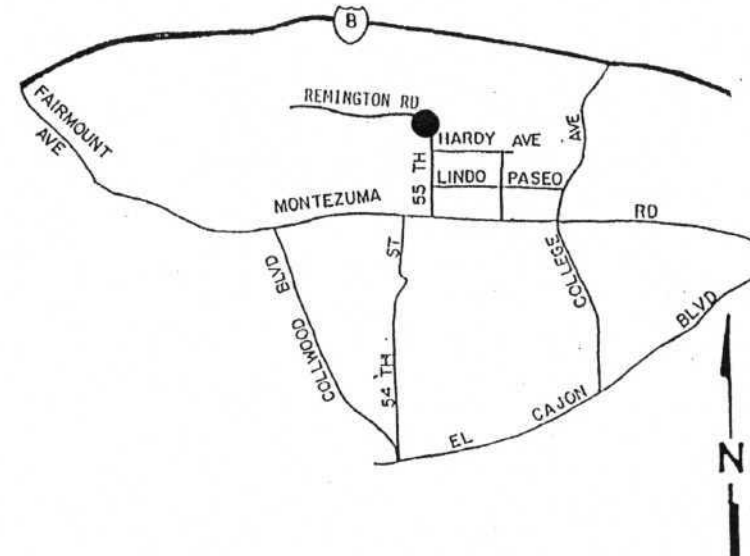 8
REMINGTON RD
FAIRMOUNT
AVE
AVE
HARDY AVE
55 TH
LINDO PASEO
MONTEZUMA
RD
ST
BLVD
COLLWOOD
COLLEGE
BLVD
54 TH
CAJON
EL
N